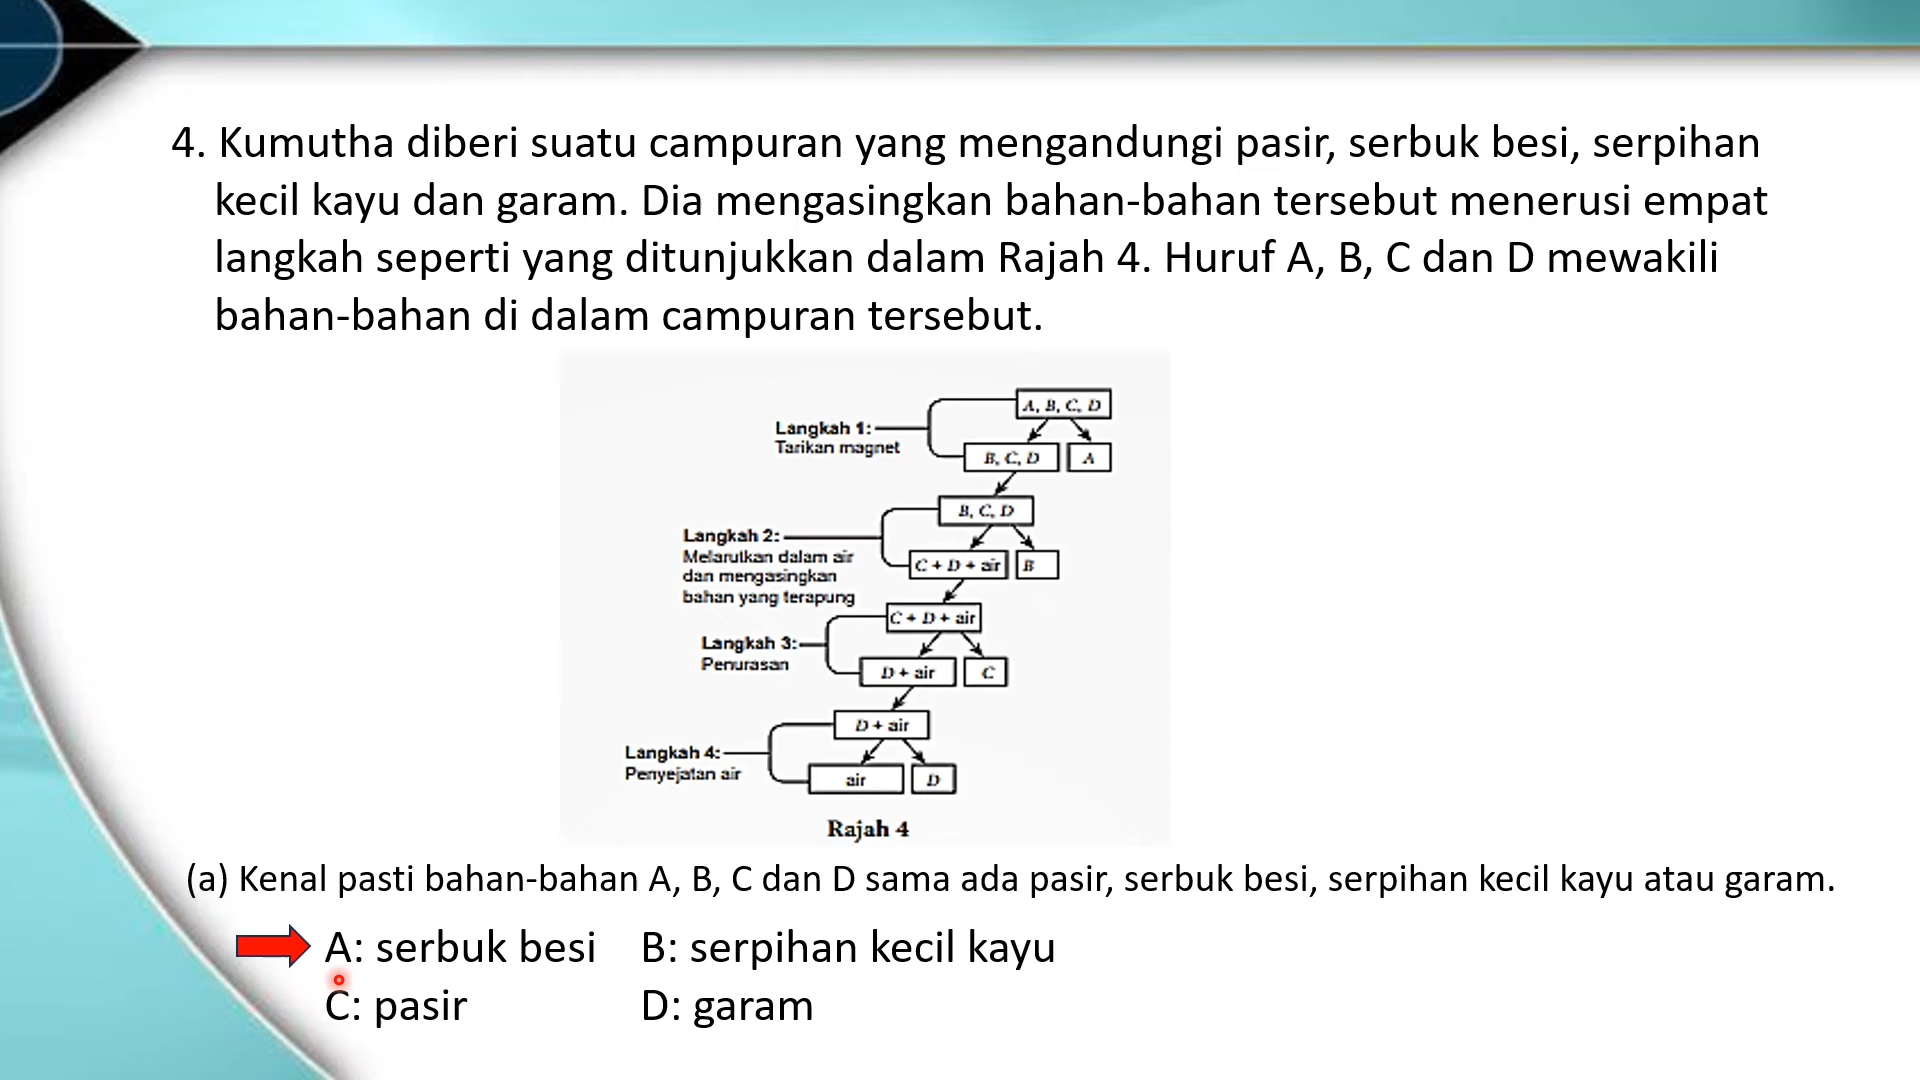 4. Kumutha diberi suatu campuran yang mengandungi pasir, serbuk besi, serpihan
kecil kayu dan garam. Dia mengasingkan bahan-bahan tersebut menerusi empat
langkah seperti yang ditunjukkan dalam Rajah 4. Huruf A, B, C dan D mewakili
bahan-bahan di dalam campuran tersebut.
A, B, C, D
Langkah 1:
Tarikan magnet
B, C, D
A
B, C, D
Langkah 2:
Melarutkan dalam air
dan mengasingkan
bahan yang terapung
C + D + air
B
C + D + air
Langkah 3:
Penurasan
D + air
C
D + air
Langkah 4:
Penyejatan air
air
D
Rajah 4
(a) Kenal pasti bahan-bahan A, B, C dan D sama ada pasir, serbuk besi, serpihan kecil kayu atau garam.
A: serbuk besi B: serpihan kecil kayu
C: pasir D: garam